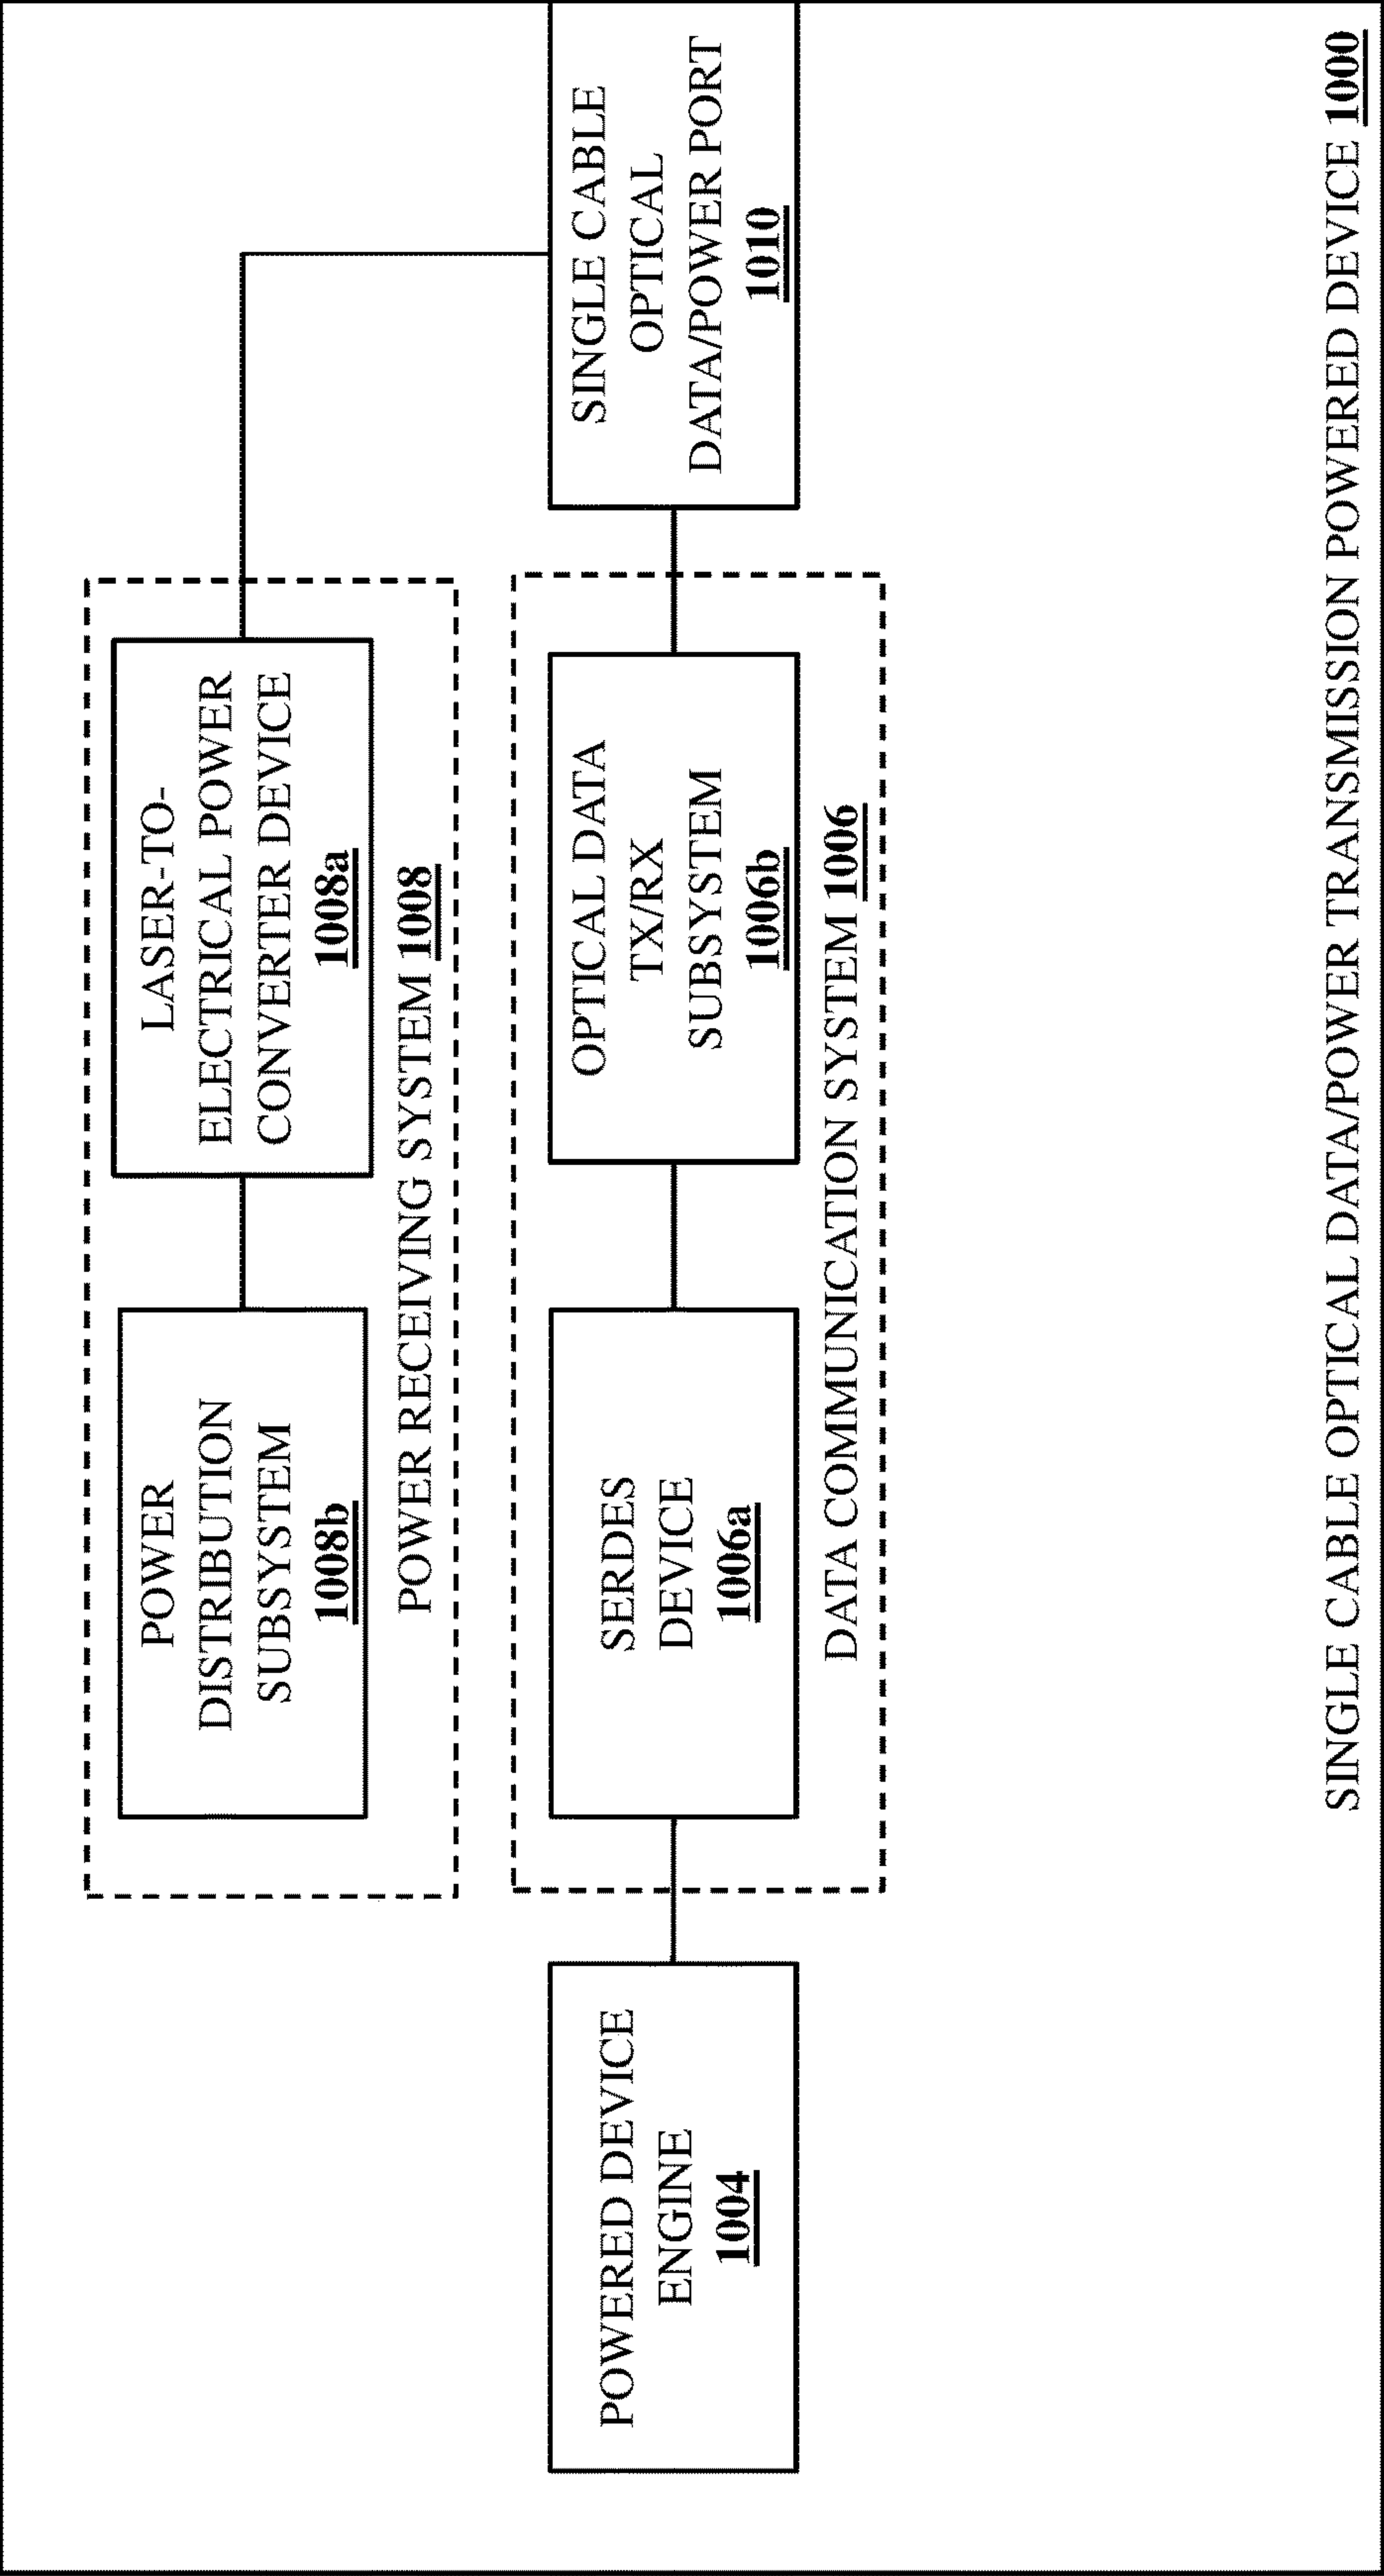 POWER
DISTRIBUTION
SUBSYSTEM
1008b
LASER-TO-
ELECTRICAL POWER
CONVERTER DEVICE
1008a
POWER RECEIVING SYSTEM 1008
POWERED DEVICE
ENGINE
1004
SERDES
DEVICE
1006a
OPTICAL DATA
TX/RX
SUBSYSTEM
1006b
SINGLE CABLE
OPTICAL
DATA/POWER PORT
1010
DATA COMMUNICATION SYSTEM 1006
SINGLE CABLE OPTICAL DATA/POWER TRANSMISSION POWERED DEVICE 1000